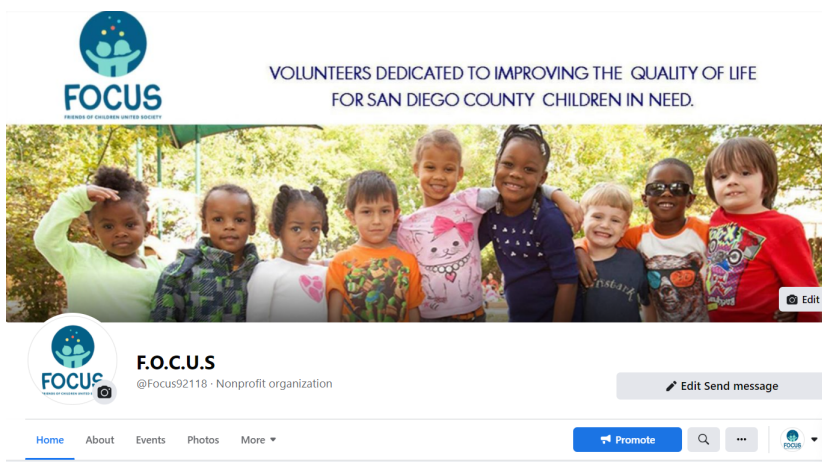 FOCUS
FRIENDS OF CHILDREN UNITED SOCIETY
VOLUNTEERS DEDICATED TO IMPROVING THE QUALITY OF LIFE
FOR SAN DIEGO COUNTY CHILDREN IN NEED.
Edit
FOCUS
F.O.C.U.S
@Focus92118 · Nonprofit organization
Edit Send message
Home About Events Photos More
Promote
FOCUS